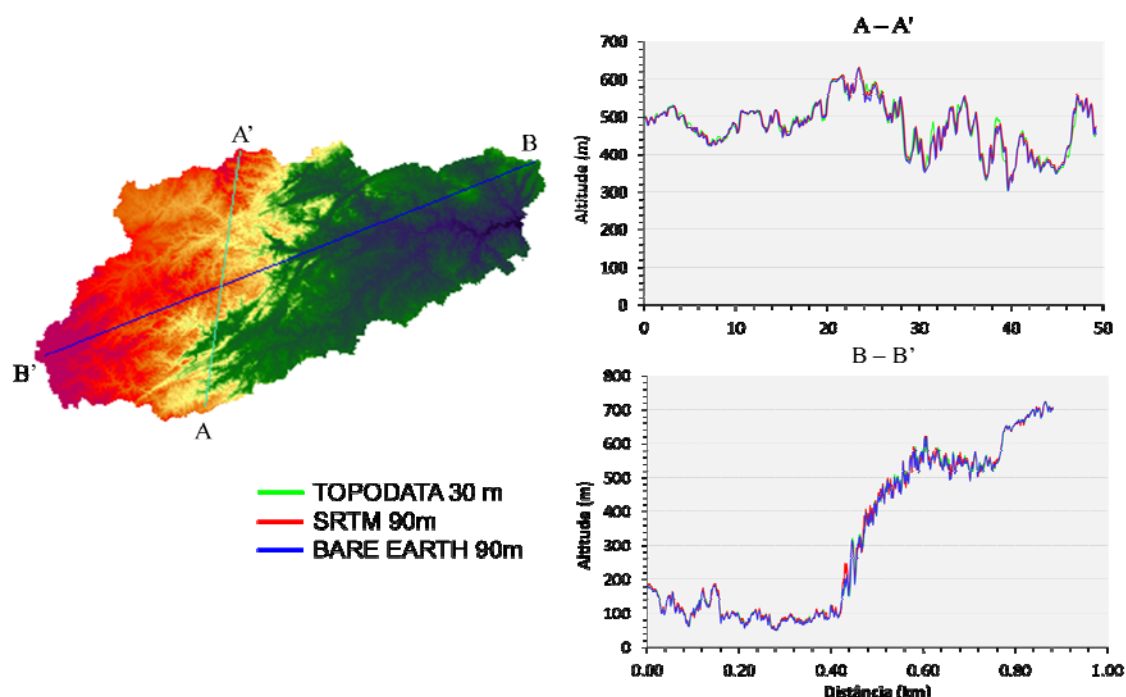 A'
B
B'
A
TOPODATA 30 m
SRTM 90m
BARE EARTH 90m
A – A'
Altitude (m)
700
600
500
400
300
200
100
0
0 10 20 30 40 50
B – B'
Altitude (m)
800
700
600
500
400
300
200
100
0
0.00 0.20 0.40 0.60 0.80 1.00
Distância (km)